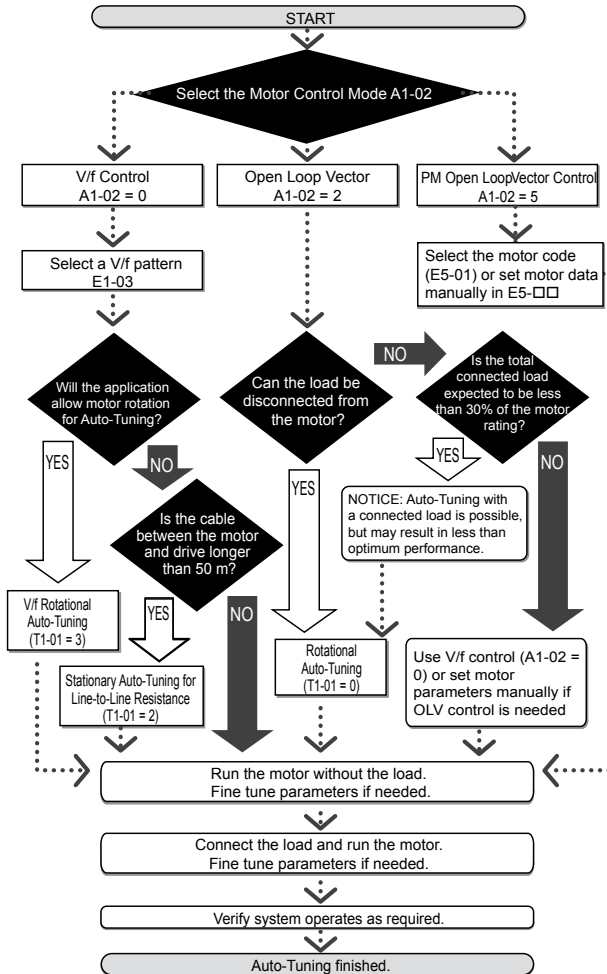 START
Select the Motor Control Mode A1-02
V/f Control
A1-02 = 0
Open Loop Vector
A1-02 = 2
PM Open LoopVector Control
A1-02 = 5
Select a V/f pattern
E1-03
Select the motor code
(E5-01) or set motor data
manually in E5-□□
Will the application
allow motor rotation
for Auto-Tuning?
Can the load be
disconnected from
the motor?
NO
Is the total
connected load
expected to be less
than 30% of the motor
rating?
YES
NO
Is the cable
between the motor
and drive longer
than 50 m?
YES
YES
NO
NOTICE: Auto-Tuning with
a connected load is possible,
but may result in less than
optimum performance.
V/f Rotational
Auto-Tuning
(T1-01 = 3)
YES
NO
Stationary Auto-Tuning for
Line-to-Line Resistance
(T1-01 = 2)
Rotational
Auto-Tuning
(T1-01 = 0)
Use V/f control (A1-02 =
0) or set motor
parameters manually if
OLV control is needed
Run the motor without the load.
Fine tune parameters if needed.
Connect the load and run the motor.
Fine tune parameters if needed.
Verify system operates as required.
Auto-Tuning finished.